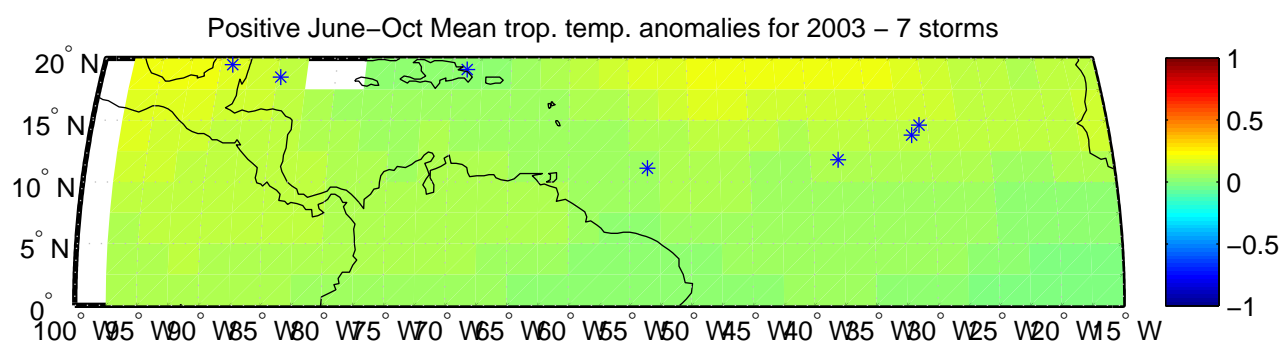 Positive June−Oct Mean trop. temp. anomalies for 2003 − 7 storms
20° N
15° N
10° N
5° N
0°
100° W 95° W 90° W 85° W 80° W 75° W 70° W 65° W 60° W 55° W 50° W 45° W 40° W 35° W 30° W 25° W 20° W 15° W
1
0.5
0
−0.5
−1